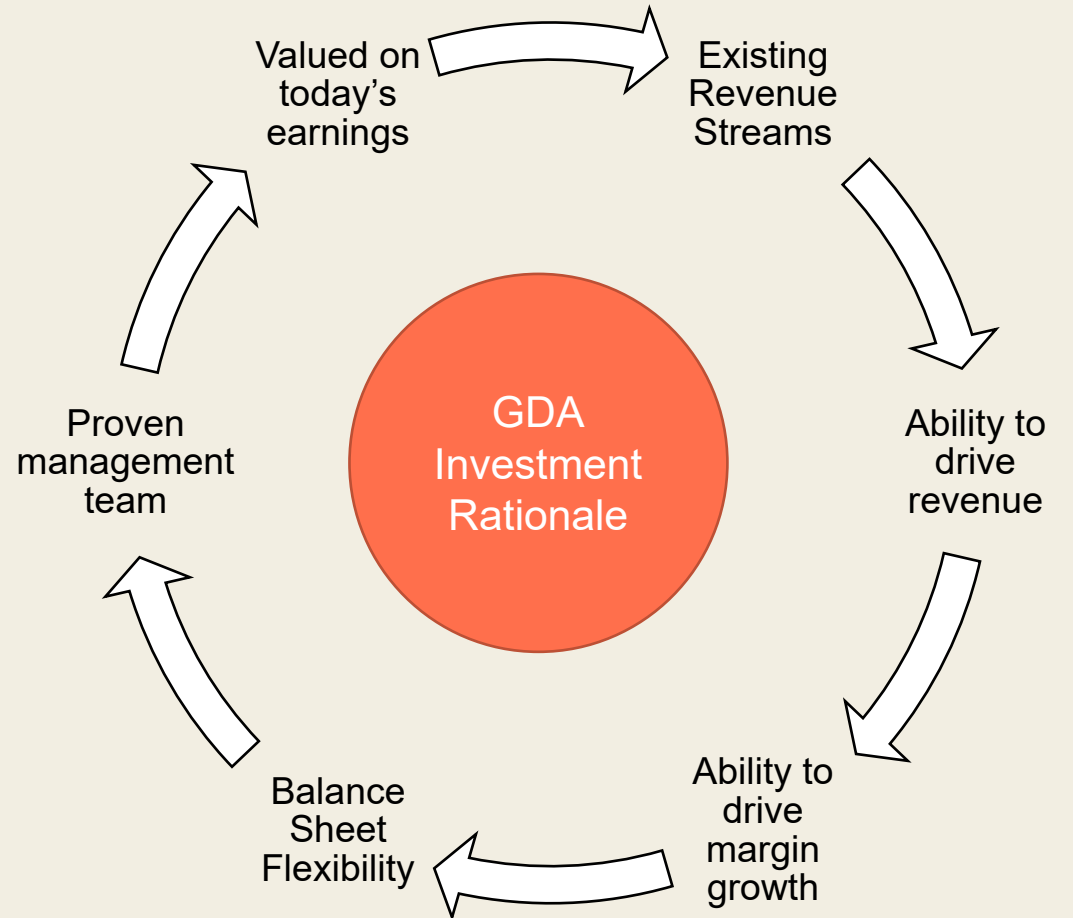 Valued on
today’s
earnings
Existing
Revenue
Streams
Ability to
drive
revenue
Ability to
drive
margin
growth
Balance
Sheet
Flexibility
Proven
management
team
GDA
Investment
Rationale